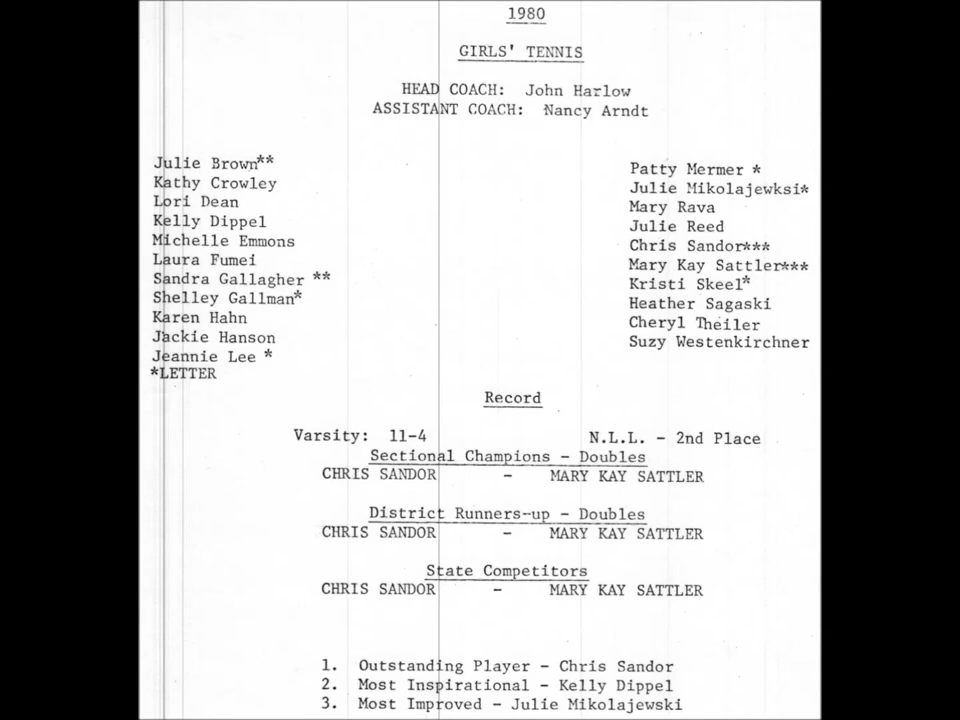 1980
GIRLS' TENNIS
HEAD COACH: John Harlow
ASSISTANT COACH: Nancy Arndt
Julie Brown**
Kathy Crowley
Lori Dean
Kelly Dippel
Michelle Emmons
Laura Fumei
Sandra Gallagher **
Shelley Gallman*
Karen Hahn
Jackie Hanson
Jeannie Lee *
*LETTER
Patty Mermer *
Julie Mikolajewksi*
Mary Rava
Julie Reed
Chris Sandor***
Mary Kay Sattler***
Kristi Skeel*
Heather Sagaski
Cheryl Theiler
Suzy Westenkirchner
Record
Varsity: 11-4 N.L.L. - 2nd Place
Sectional Champions - Doubles
CHRIS SANDOR - MARY KAY SATTLER
District Runners-up - Doubles
CHRIS SANDOR - MARY KAY SATTLER
State Competitors
CHRIS SANDOR - MARY KAY SATTLER
1. Outstanding Player - Chris Sandor
2. Most Inspirational - Kelly Dippel
3. Most Improved - Julie Mikolajewski